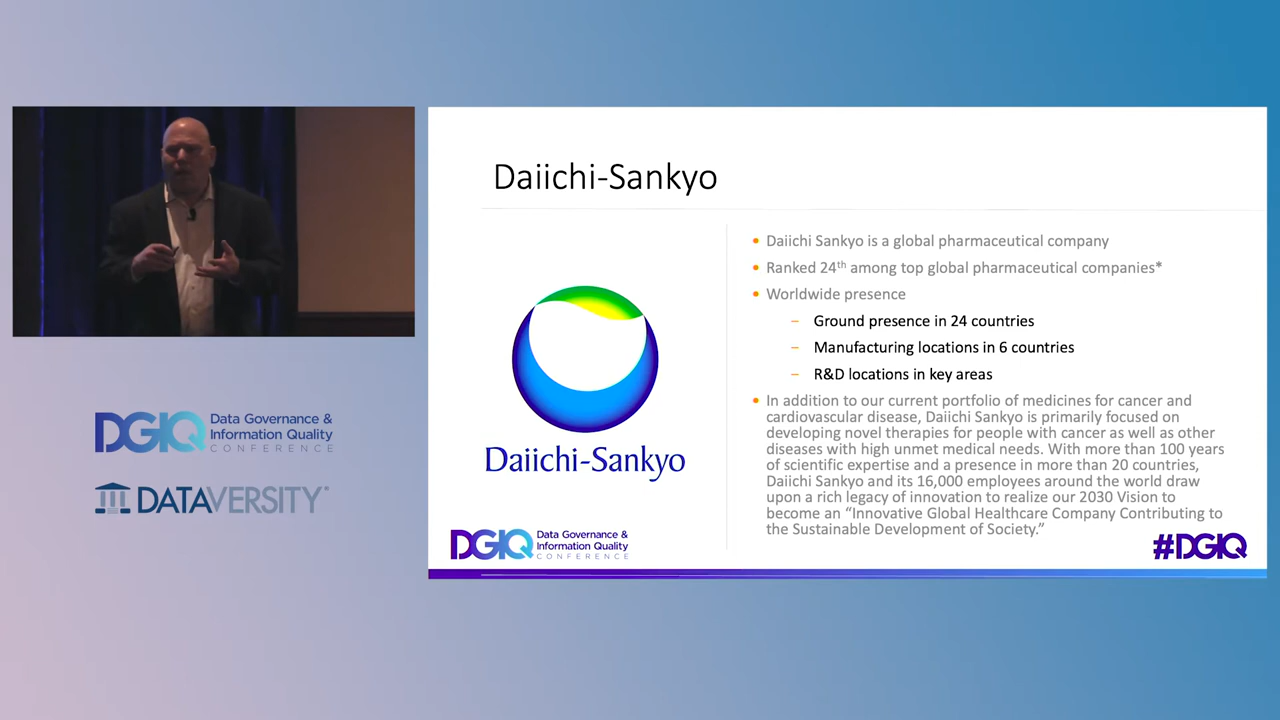 Daiichi-Sankyo
• Daiichi Sankyo is a global pharmaceutical company
• Ranked 24th among top global pharmaceutical companies*
• Worldwide presence
– Ground presence in 24 countries
– Manufacturing locations in 6 countries
– R&D locations in key areas
• In addition to our current portfolio of medicines for cancer and
cardiovascular disease, Daiichi Sankyo is primarily focused on
developing novel therapies for people with cancer as well as other
diseases with high unmet medical needs. With more than 100 years
of scientific expertise and a presence in more than 20 countries,
Daiichi Sankyo and its 16,000 employees around the world draw
upon a rich legacy of innovation to realize our 2030 Vision to
become an “Innovative Global Healthcare Company Contributing to
the Sustainable Development of Society.”
Daiichi-Sankyo
DGIQ
Data Governance &
Information Quality
CONFERENCE
#DGIQ
DGIQ
Data Governance &
Information Quality
CONFERENCE
DATAVERSITY